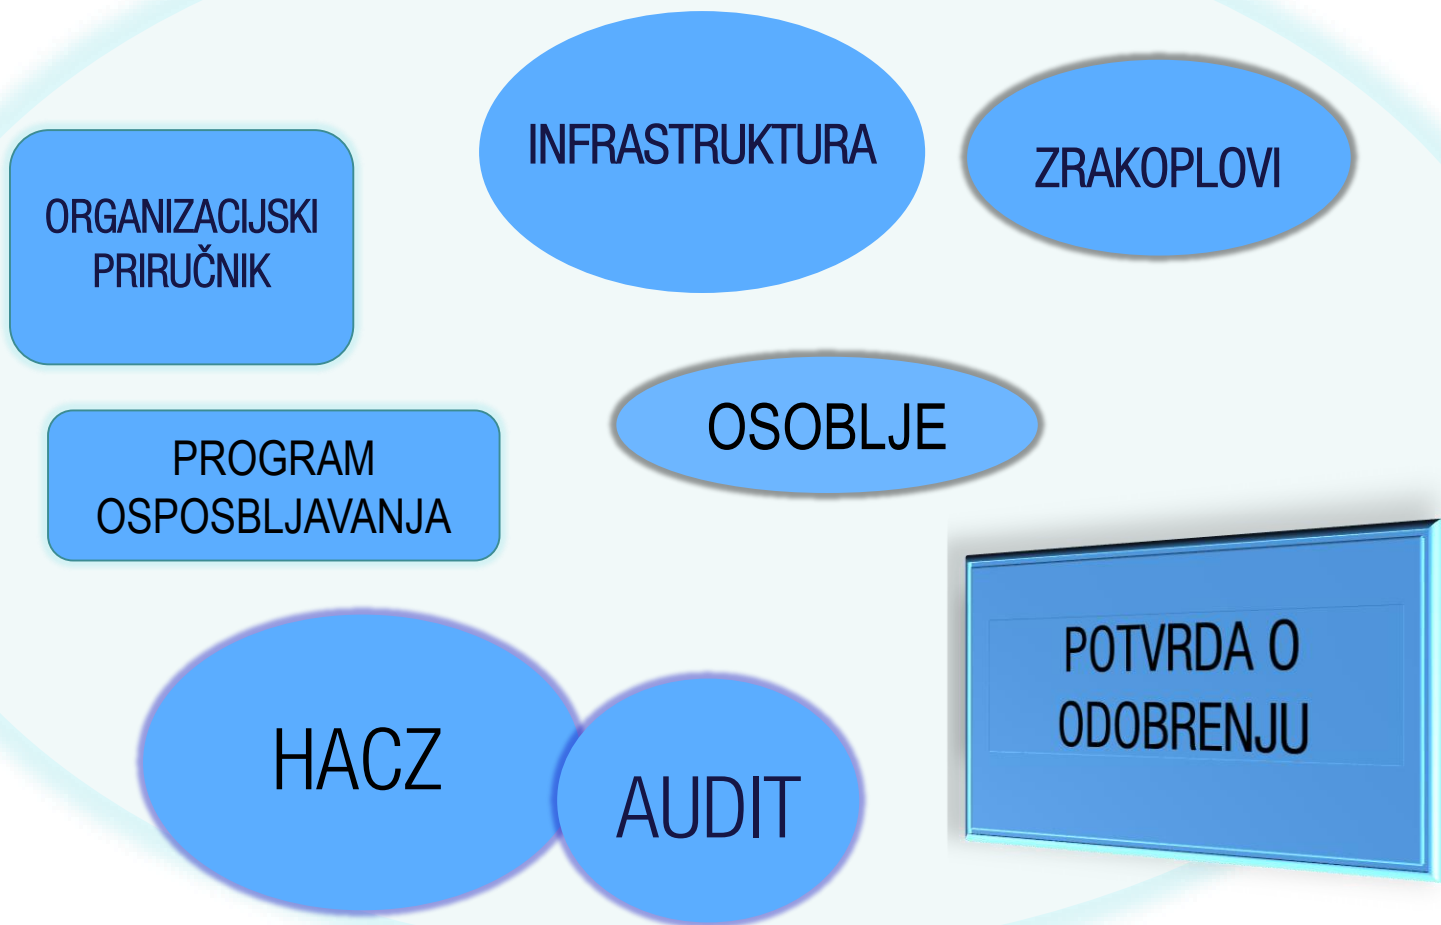 INFRASTRUKTURA
ZRAKOPLOVI
ORGANIZACIJSKI
PRIRUČNIK
OSOBLJE
PROGRAM
OSPOSBLJAVANJA
POTVRDA O
ODOBRENJU
HACZ
AUDIT